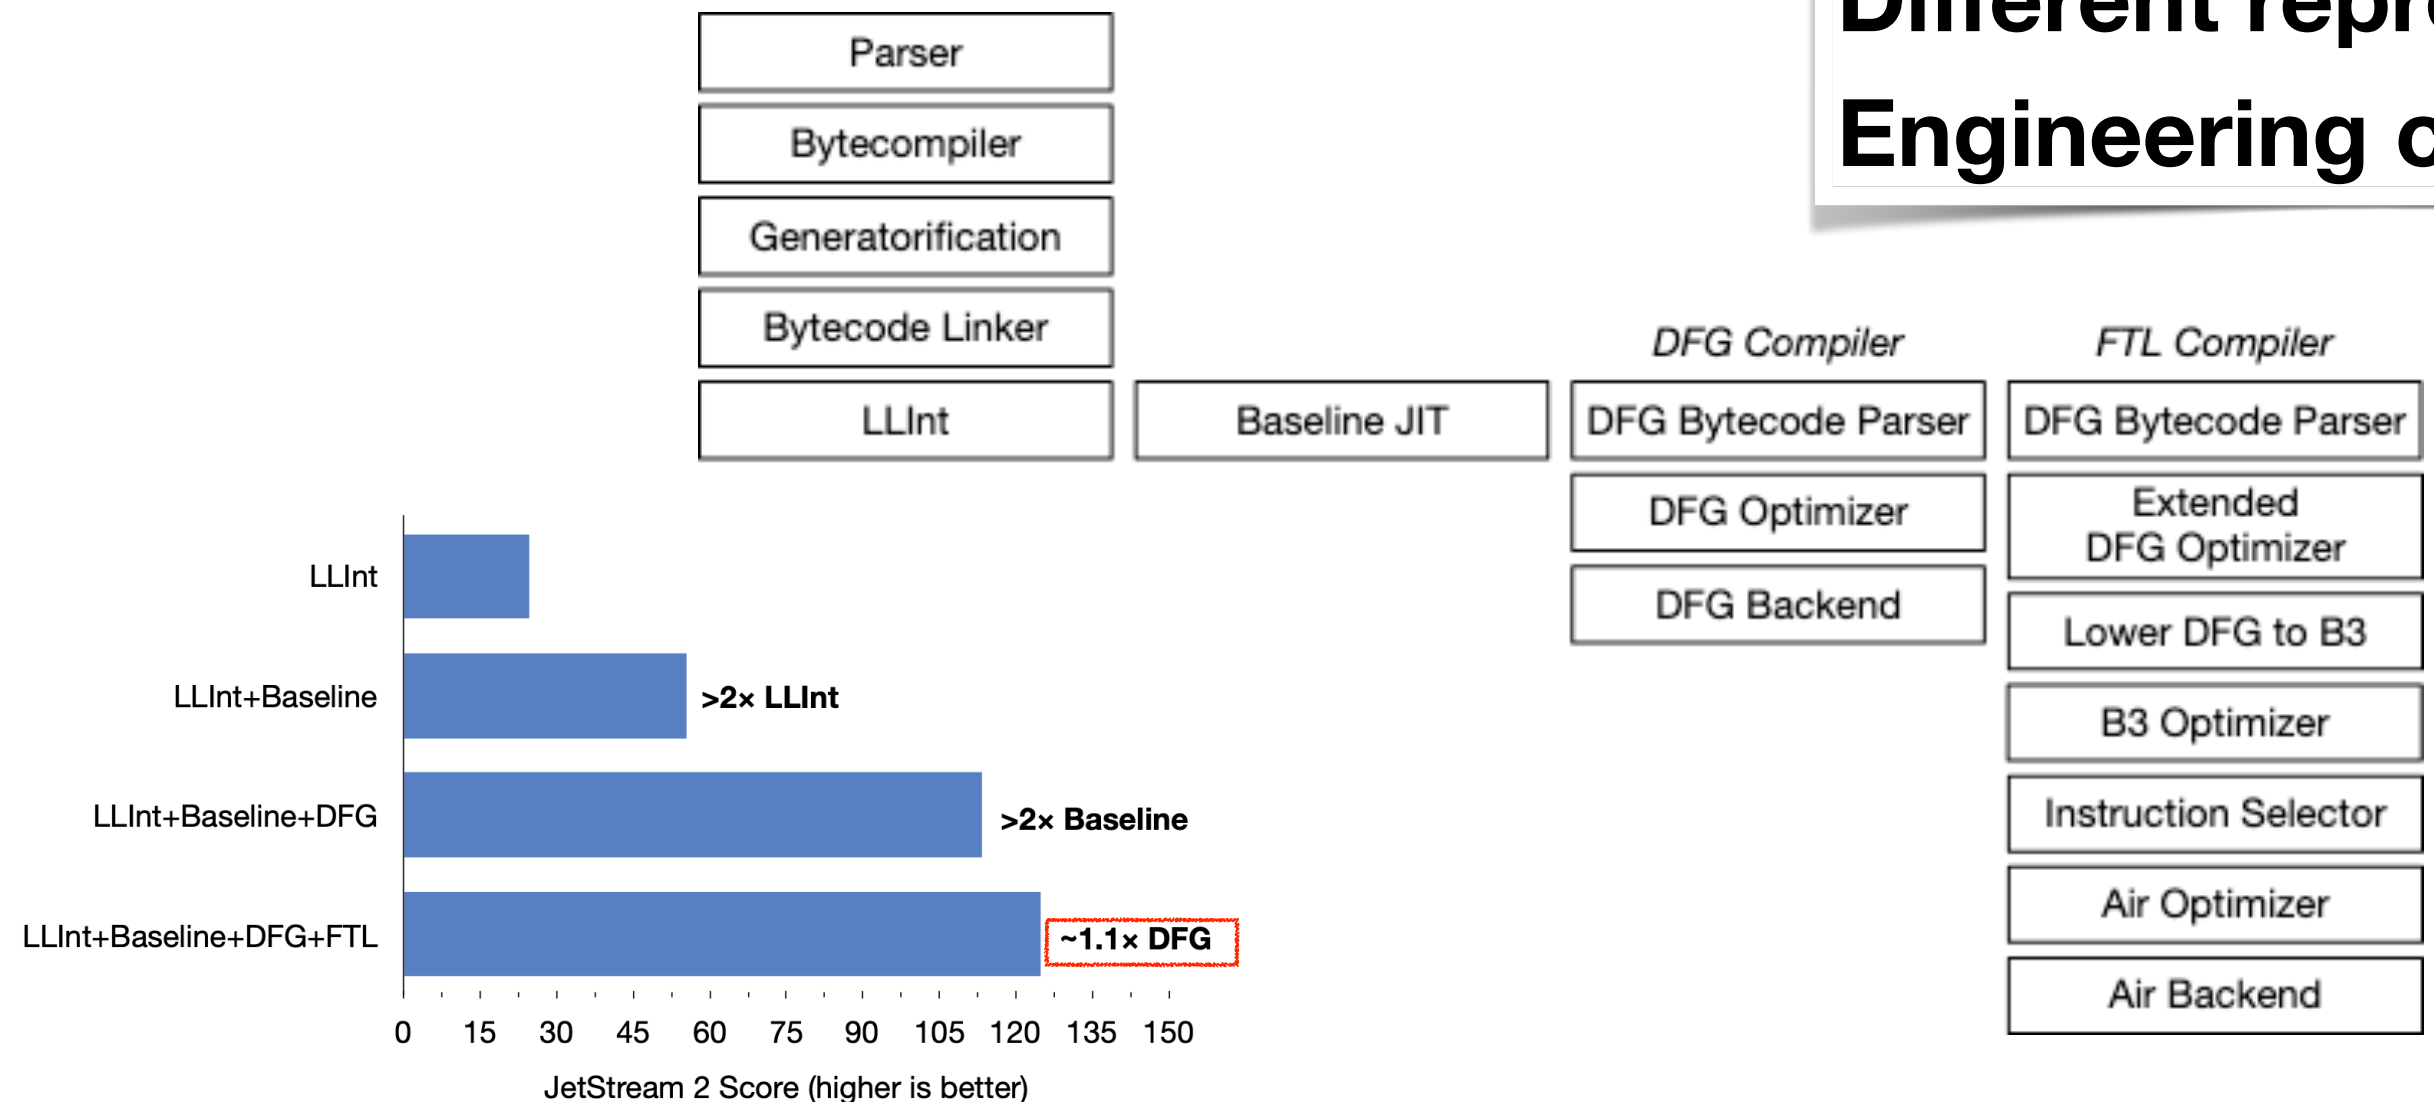 Different
Engineering
Parser
Bytecompiler
Generatorification
Bytecode Linker
LLInt
Baseline JIT
DFG Compiler
DFG Bytecode Parser
DFG Optimizer
DFG Backend
FTL Compiler
DFG Bytecode Parser
Extended
DFG Optimizer
Lower DFG to B3
B3 Optimizer
Instruction Selector
Air Optimizer
Air Backend
LLInt
LLInt+Baseline
>2× LLInt
LLInt+Baseline+DFG
>2× Baseline
LLInt+Baseline+DFG+FTL
~1.1× DFG
0 15 30 45 60 75 90 105 120 135 150
JetStream 2 Score (higher is better)